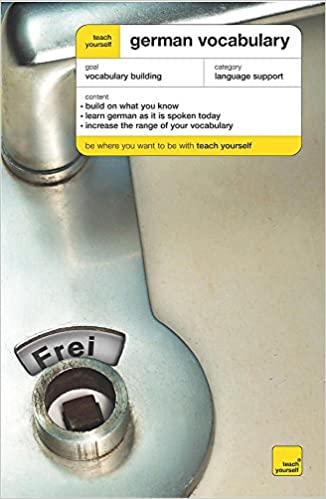 teach
yourself
german vocabulary
goal
vocabulary building
category
language support
content
• build on what you know
• learn german as it is spoken today
• increase the range of your vocabulary
be where you want to be with teach yourself
Frei
teach
yourself